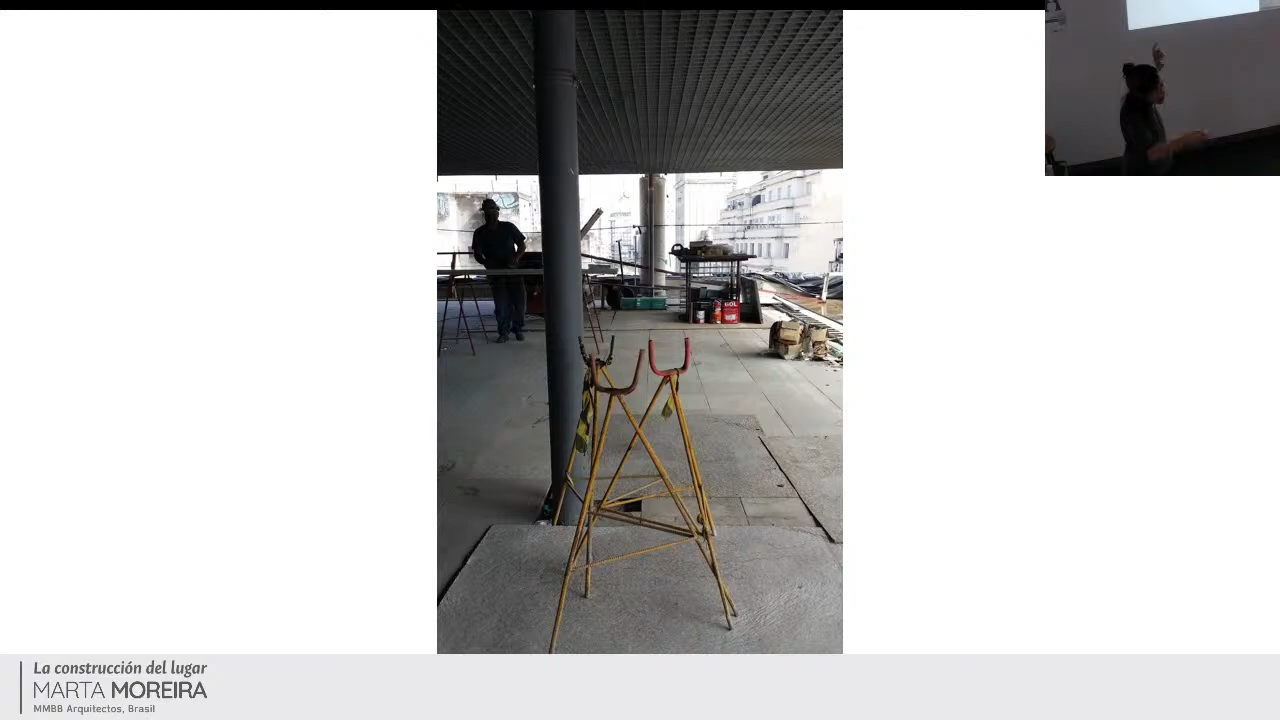 La construcción del lugar
MARTA MOREIRA
MMBB Arquitectos, Brasil